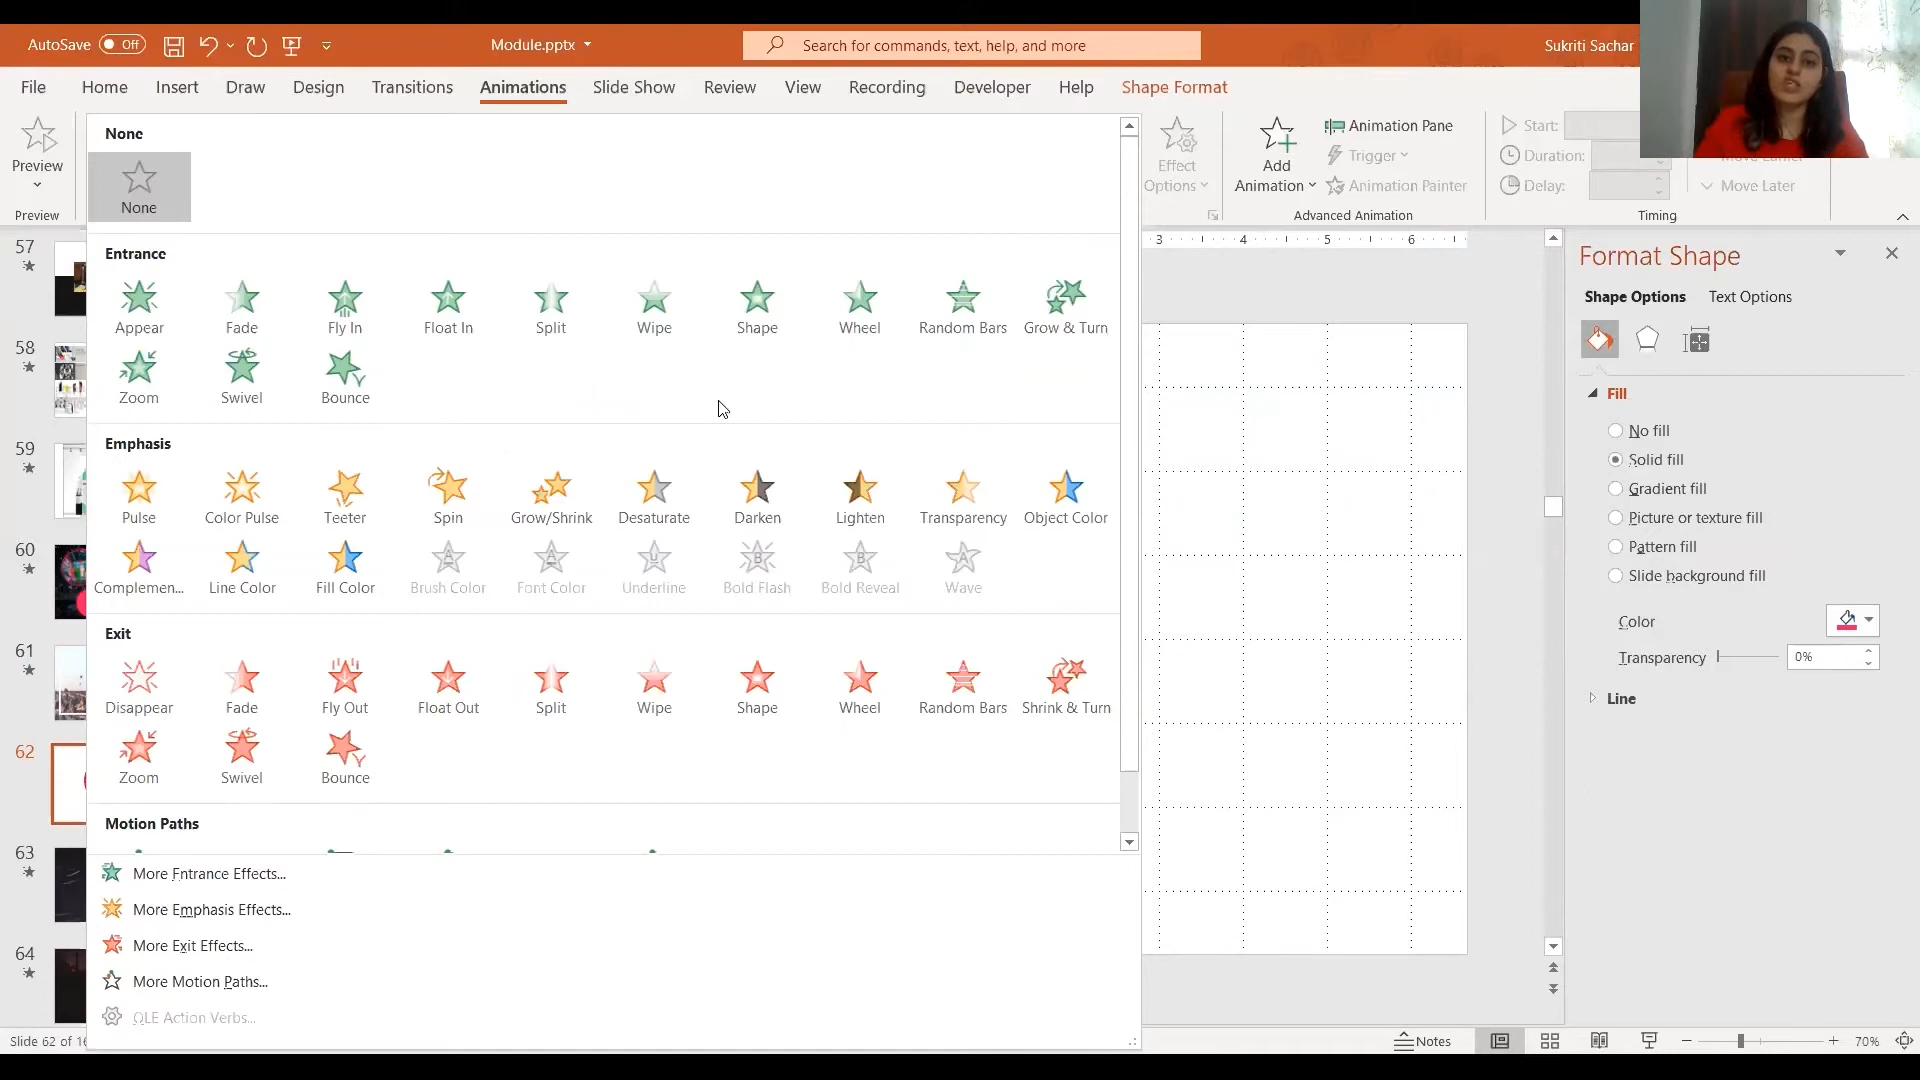 AutoSave Off Module.pptx Search for commands, text, help, and more Sukriti Sachar
File Home Insert Draw Design Transitions Animations Slide Show Review View Recording Developer Help Shape Format
Preview
Preview
Effect
Options
Add
Animation
Animation Pane
Trigger
Animation Painter
Advanced Animation
Start:
Duration:
Delay:
Move Later
Timing
None
None
Entrance
Appear Fade Fly In Float In Split Wipe Shape Wheel Random Bars Grow & Turn
Zoom Swivel Bounce
Emphasis
Pulse Color Pulse Teeter Spin Grow/Shrink Desaturate Darken Lighten Transparency Object Color
Complemen... Line Color Fill Color Brush Color Font Color Underline Bold Flash Bold Reveal Wave
Exit
Disappear Fade Fly Out Float Out Split Wipe Shape Wheel Random Bars Shrink & Turn
Zoom Swivel Bounce
Motion Paths
More Entrance Effects...
More Emphasis Effects...
More Exit Effects...
More Motion Paths...
OLE Action Verbs...
57
58
59
60
61
62
63
64
3 4 5 6
Format Shape
Shape Options Text Options
Fill
No fill
Solid fill
Gradient fill
Picture or texture fill
Pattern fill
Slide background fill
Color
Transparency 0%
Line
Slide 62 of Notes 70%